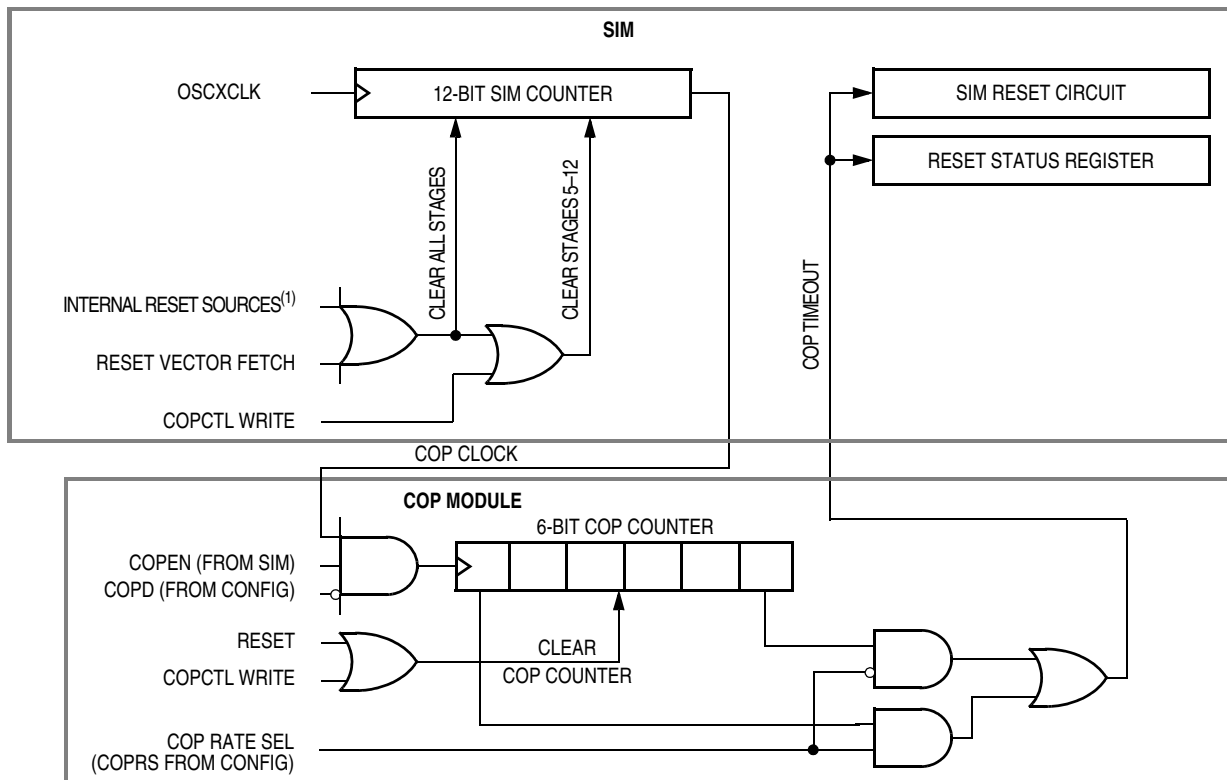 SIM
OSCXCLK
12-BIT SIM COUNTER
SIM RESET CIRCUIT
RESET STATUS REGISTER
CLEAR ALL STAGES
CLEAR STAGES 5–12
COP TIMEOUT
INTERNAL RESET SOURCES(1)
RESET VECTOR FETCH
COPCTL WRITE
COP CLOCK
COP MODULE
6-BIT COP COUNTER
COPEN (FROM SIM)
COPD (FROM CONFIG)
RESET
CLEAR
COP COUNTER
COPCTL WRITE
COP RATE SEL
(COPRS FROM CONFIG)